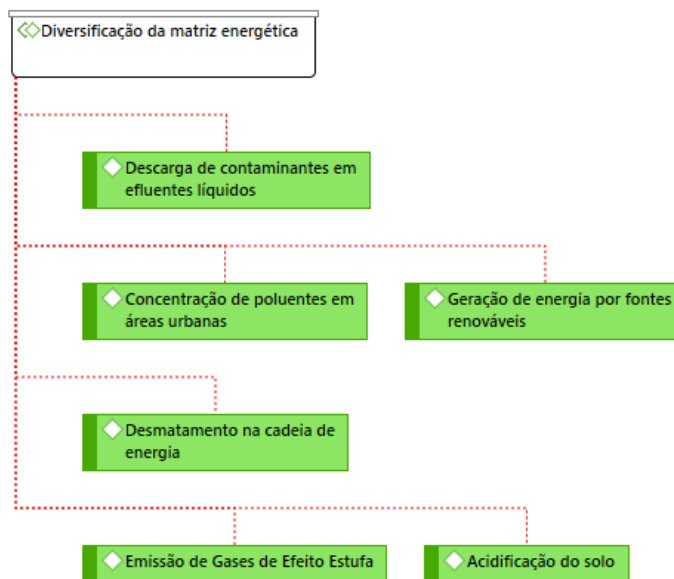 Diversificação da matriz energética
Descarga de contaminantes em
efluentes líquidos
Concentração de poluentes em
áreas urbanas
Geração de energia por fontes
renováveis
Desmatamento na cadeia de
energia
Emissão de Gases de Efeito Estufa
Acidificação do solo